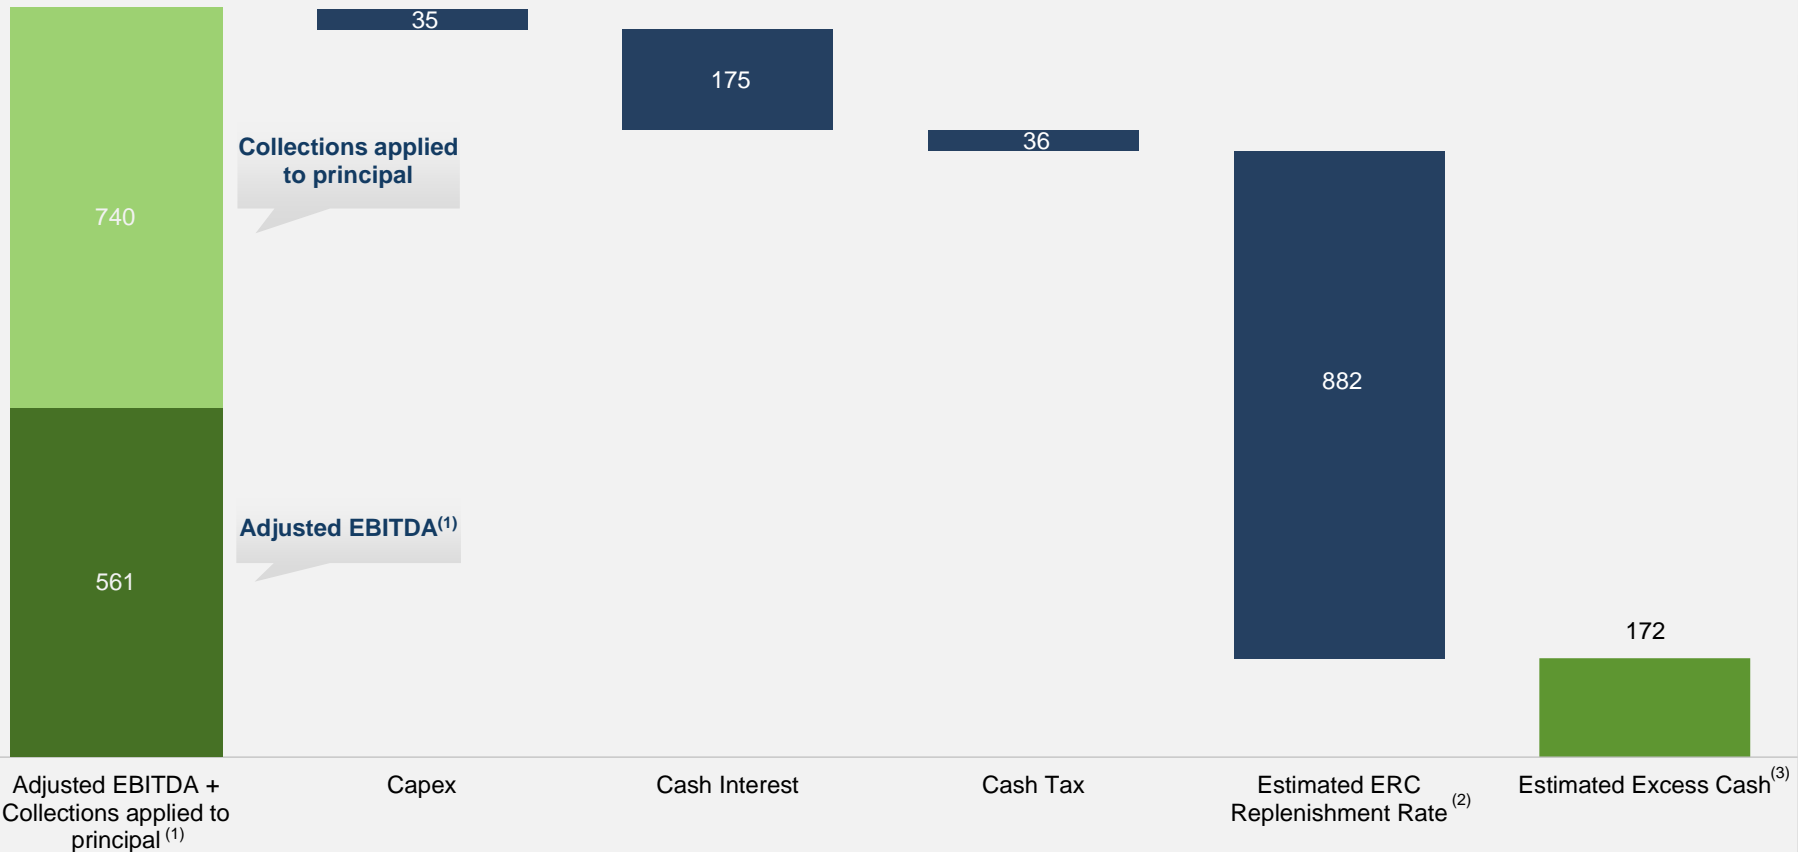 35
175
36
Collections applied
to principal
740
882
Adjusted EBITDA(1)
561
172
Adjusted EBITDA +
Collections applied to
principal (1)
Capex
Cash Interest
Cash Tax
Estimated ERC
Replenishment Rate (2)
Estimated Excess Cash(3)